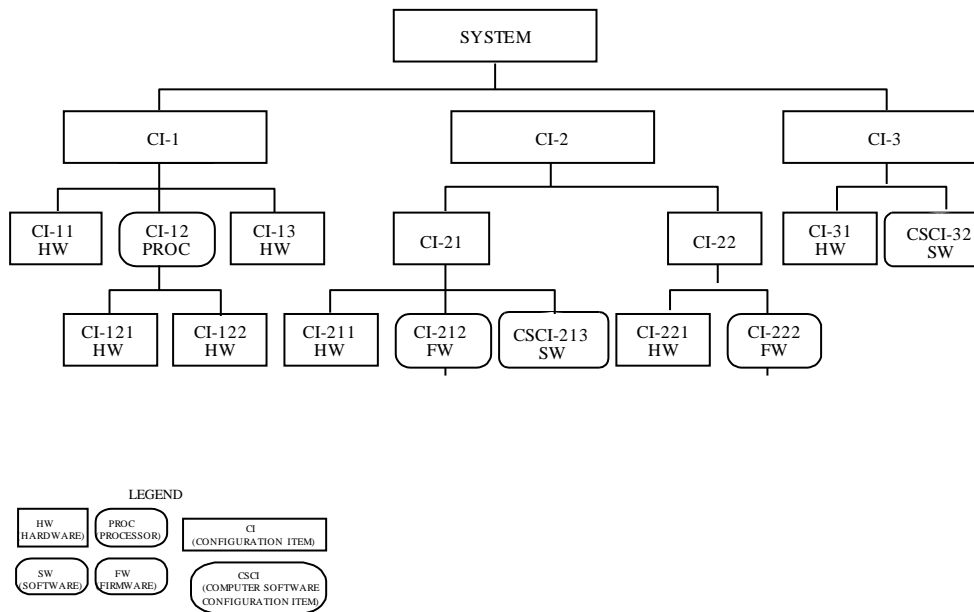 SYSTEM
CI-1
CI-2
CI-3
CI-11
HW
CI-12
PROC
CI-13
HW
CI-21
CI-22
CI-31
HW
CSCI-32
SW
CI-121
HW
CI-122
HW
CI-211
HW
CI-212
FW
CSCI-213
SW
CI-221
HW
CI-222
FW
LEGEND
HW
HARDWARE)
PROC
PROCESSOR)
CI
(CONFIGURATION ITEM)
SW
(SOFTWARE)
FW
(FIRMWARE)
CSCI
(COMPUTER SOFTWARE
CONFIGURATION ITEM)